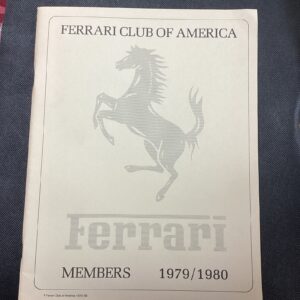 FERRARI CLUB OF AMERICA
Ferrari
MEMBERS 1979/1980